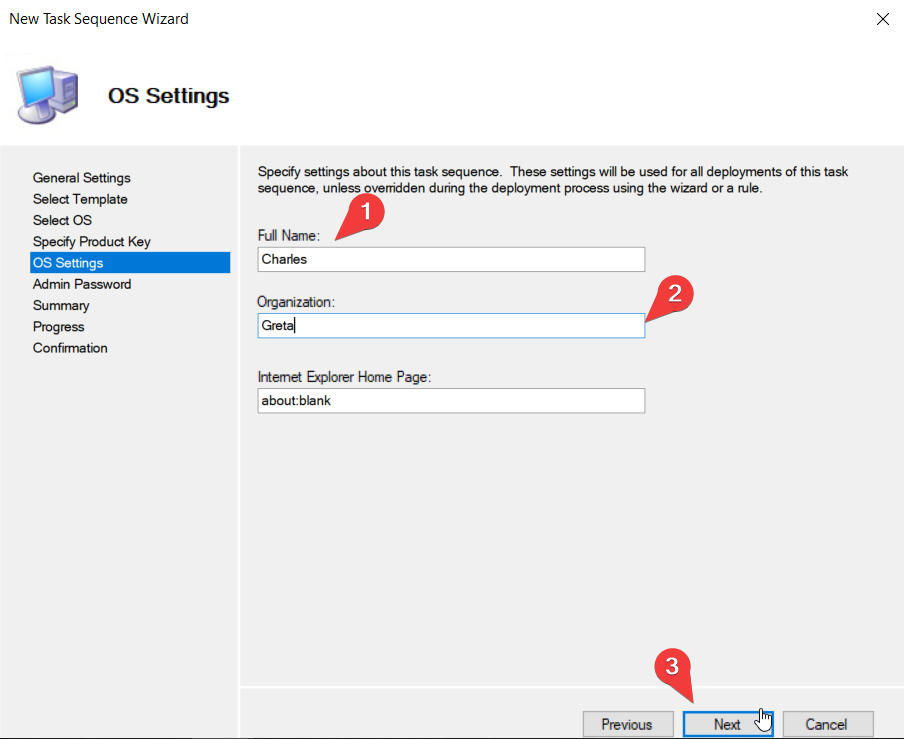 New Task Sequence Wizard
OS Settings
General Settings
Select Template
Select OS
Specify Product Key
OS Settings
Admin Password
Summary
Progress
Confirmation
Specify settings about this task sequence.  These settings will be used for all deployments of this task
sequence, unless overridden during the deployment process using the wizard or a rule.
1
Full Name:
Charles
2
Organization:
Greta
Internet Explorer Home Page:
about:blank
3
Previous
Next
Cancel